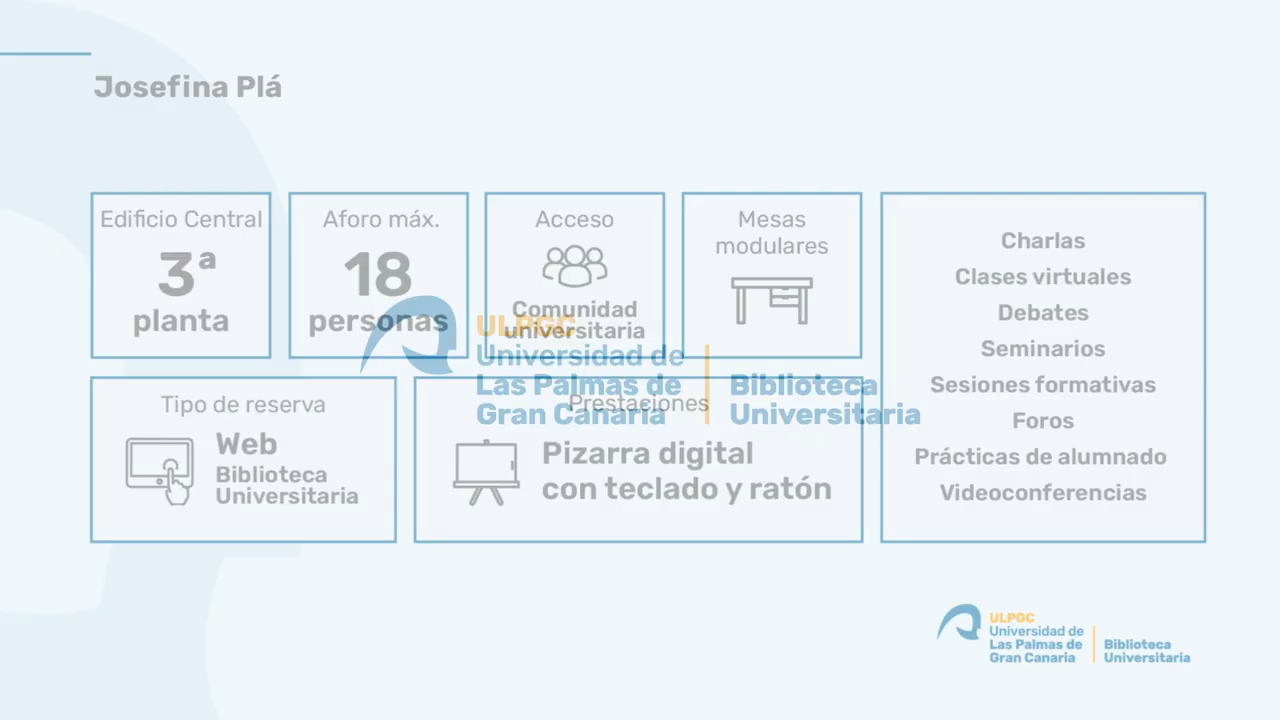 Josefina Plá
Edificio Central
3ª
planta
Aforo máx.
18
personas
Acceso
Comunidad
universitaria
Mesas
modulares
Charlas
Clases virtuales
Debates
Seminarios
Sesiones formativas
Foros
Prácticas de alumnado
Videoconferencias
Tipo de reserva
Web
Biblioteca
Universitaria
Prestaciones
Pizarra digital
con teclado y ratón
ULPGC
Universidad de
Las Palmas de
Gran Canaria
Biblioteca
Universitaria
ULPGC
Universidad de
Las Palmas de
Gran Canaria
Biblioteca
Universitaria